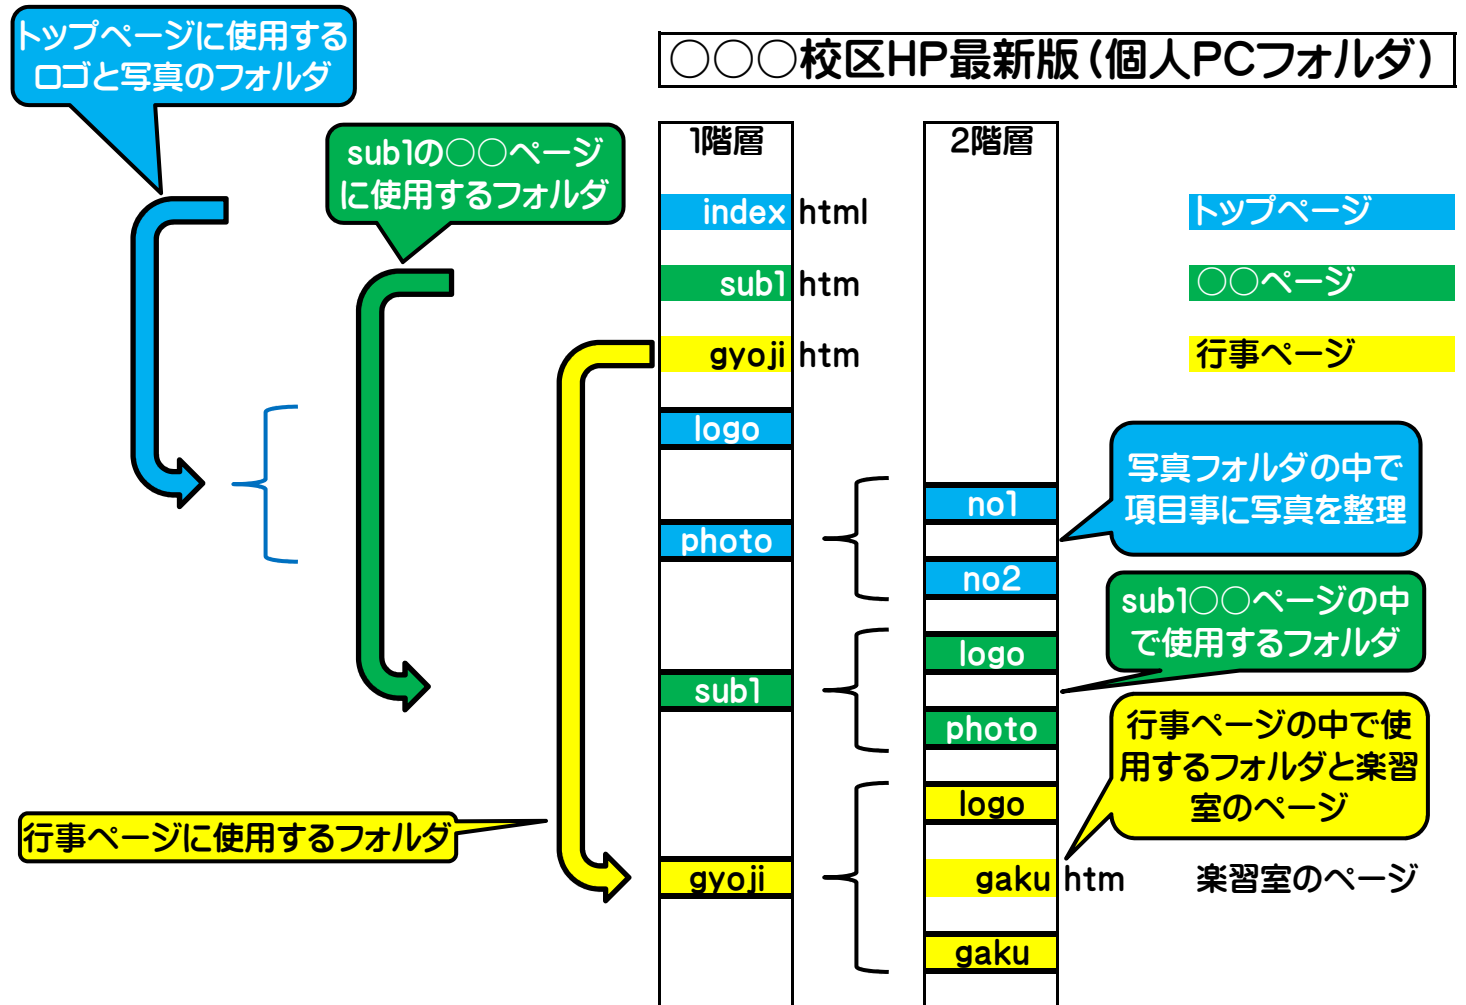 トップページに使用する
ロゴと写真のフォルダ
○○○校区HP最新版（個人PCフォルダ）
sub1の○○ページ
に使用するフォルダ
1階層
2階層
index html
トップページ
sub1 htm
○○ページ
gyoji htm
行事ページ
logo
写真フォルダの中で
項目事に写真を整理
no1
photo
no2
sub1○○ページの中
で使用するフォルダ
logo
sub1
photo
行事ページの中で使
用するフォルダと楽習
室のページ
logo
行事ページに使用するフォルダ
gyoji
gaku htm
楽習室のページ
gaku